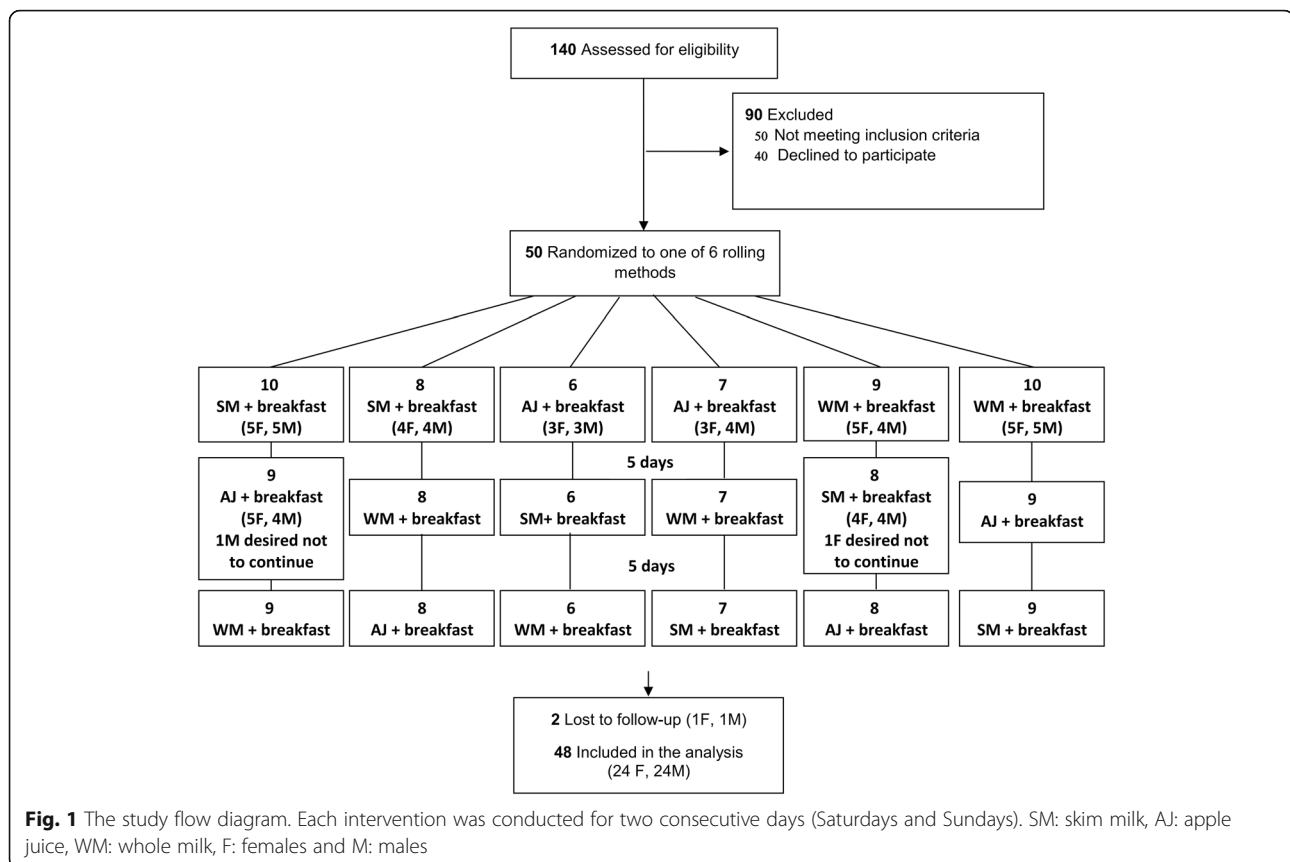 140 Assessed for eligibility
90 Excluded
50 Not meeting inclusion criteria
40 Declined to participate
50 Randomized to one of 6 rolling
methods
10
SM + breakfast
(5F, 5M)
8
SM + breakfast
(4F, 4M)
6
AJ + breakfast
(3F, 3M)
7
AJ + breakfast
(3F, 4M)
9
WM + breakfast
(5F, 4M)
10
WM + breakfast
(5F, 5M)
5 days
9
AJ + breakfast
(5F, 4M)
1M desired not
to continue
8
WM + breakfast
6
SM+ breakfast
7
WM + breakfast
8
SM + breakfast
(4F, 4M)
1F desired not
to continue
9
AJ + breakfast
5 days
9
WM + breakfast
8
AJ + breakfast
6
WM + breakfast
7
SM + breakfast
8
AJ + breakfast
9
SM + breakfast
2 Lost to follow-up (1F, 1M)
48 Included in the analysis
(24 F, 24M)
Fig. 1 The study flow diagram. Each intervention was conducted for two consecutive days (Saturdays and Sundays). SM: skim milk, AJ: apple
juice, WM: whole milk, F: females and M: males